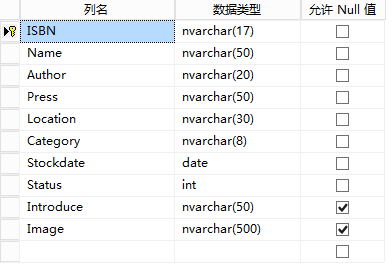 列名 数据类型 允许 Null 值
ISBN nvarchar(17)
Name nvarchar(50)
Author nvarchar(20)
Press nvarchar(50)
Location nvarchar(30)
Category nvarchar(8)
Stockdate date
Status int
Introduce nvarchar(50)
Image nvarchar(500)